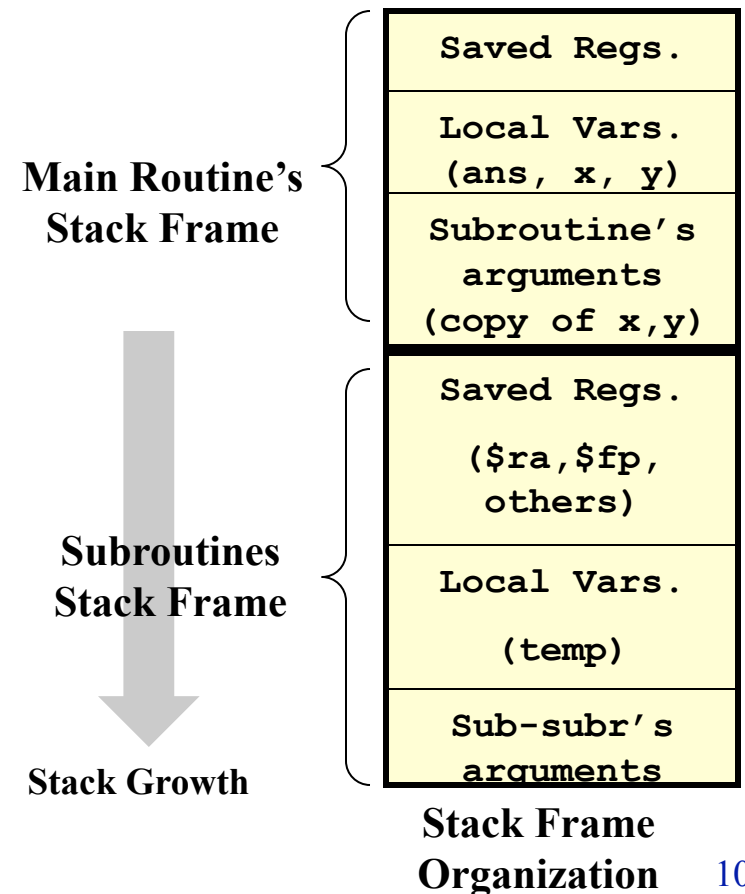 Main Routine's
Stack Frame
Saved Regs.
Local Vars.
(ans, x, y)
Subroutine's
arguments
(copy of x,y)
Subroutines
Stack Frame
Saved Regs.
($ra,$fp,
others)
Local Vars.
(temp)
Sub-subr's
arguments
Stack Growth
Stack Frame
Organization
10